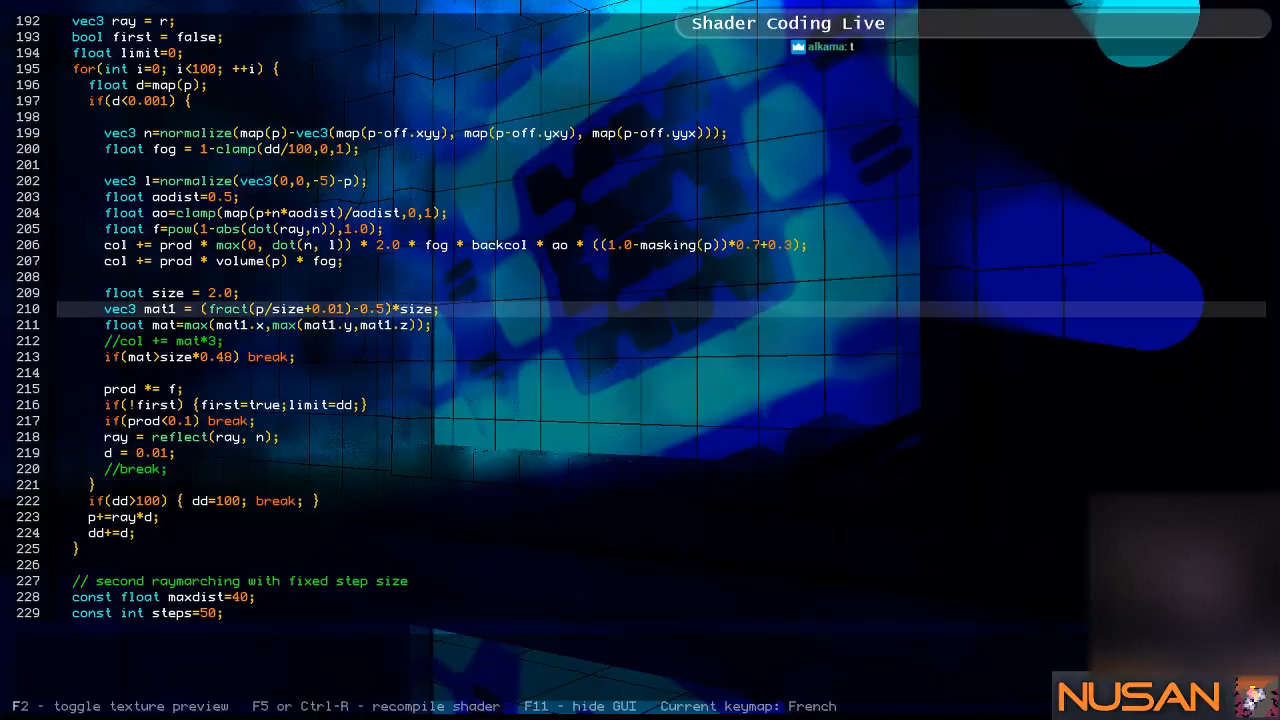 Shader Coding Live
alkama: t
192 vec3 ray = r;
193 bool first = false;
194 float limit=0;
195 for(int i=0; i<100; ++i) {
196 float d=map(p);
197 if(d<0.001) {
198
199 vec3 n=normalize(map(p)-vec3(map(p-off.xyy), map(p-off.yxy), map(p-off.yyx)));
200 float fog = 1-clamp(dd/100,0,1);
201
202 vec3 l=normalize(vec3(0,0,-5)-p);
203 float aodist=0.5;
204 float ao=clamp(map(p+n*aodist)/aodist,0,1);
205 float f=pow(1-abs(dot(ray,n)),1.0);
206 col += prod * max(0, dot(n, l)) * 2.0 * fog * backcol * ao * ((1.0-masking(p))*0.7+0.3);
207 col += prod * volume(p) * fog;
208
209 float size = 2.0;
210 vec3 mat1 = (fract(p/size+0.01)-0.5)*size;
211 float mat=max(mat1.x,max(mat1.y,mat1.z));
212 //col += mat*3;
213 if(mat>size*0.48) break;
214
215 prod *= f;
216 if(!first) {first=true;limit=dd;}
217 if(prod<0.1) break;
218 ray = reflect(ray, n);
219 d = 0.01;
220 //break;
221 }
222 if(dd>100) { dd=100; break; }
223 p+=ray*d;
224 dd+=d;
225 }
226
227 // second raymarching with fixed step size
228 const float maxdist=40;
229 const int steps=50;
F2 - toggle texture preview F5 or Ctrl-R - recompile shader F11 - hide GUI Current keymap: French
NUSAN